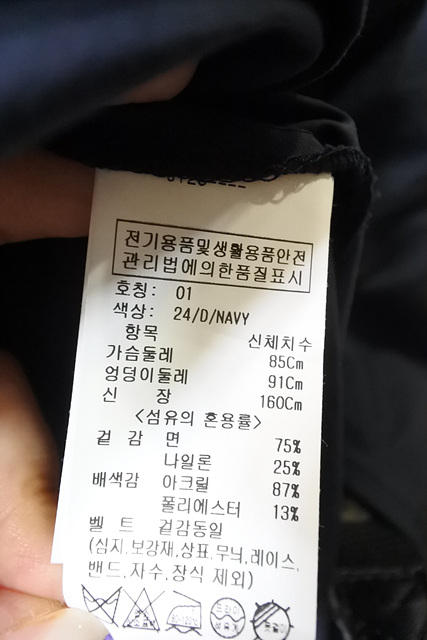 전기용품및생활용품안전
관리법에의한품질표시
호칭: 01
색상: 24/D/NAVY
항목 신체치수
가슴둘레 85Cm
엉덩이둘레 91Cm
신 장 160Cm
<섬유의 혼용률>
겉 감 면 75%
나일론 25%
배색감 아크릴 87%
폴리에스터 13%
벨 트 겉감동일
(심지.보강재.상표.무늬.레이스.
밴드.자수.장식 제외)